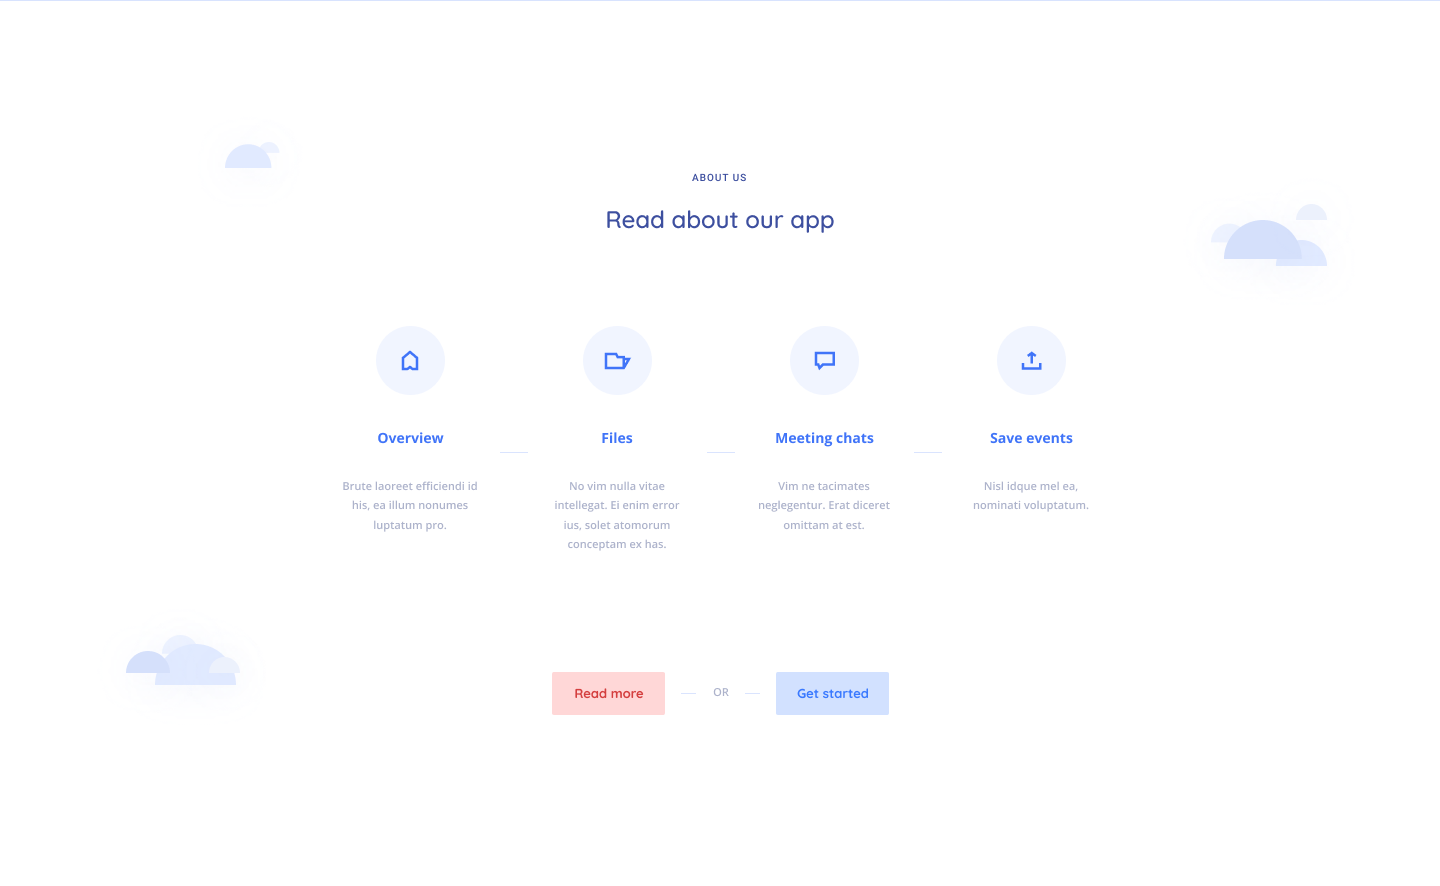 ABOUT US
Read about our app
Overview
Files
Meeting chats
Save events
Brute laoreet efficiendi id
his, ea illum nonumes
luptatum pro.
No vim nulla vitae
intellegat. Ei enim error
ius, solet atomorum
conceptam ex has.
Vim ne tacimates
neglegentur. Erat diceret
omittam at est.
Nisl idque mel ea,
nominati voluptatum.
Read more
OR
Get started